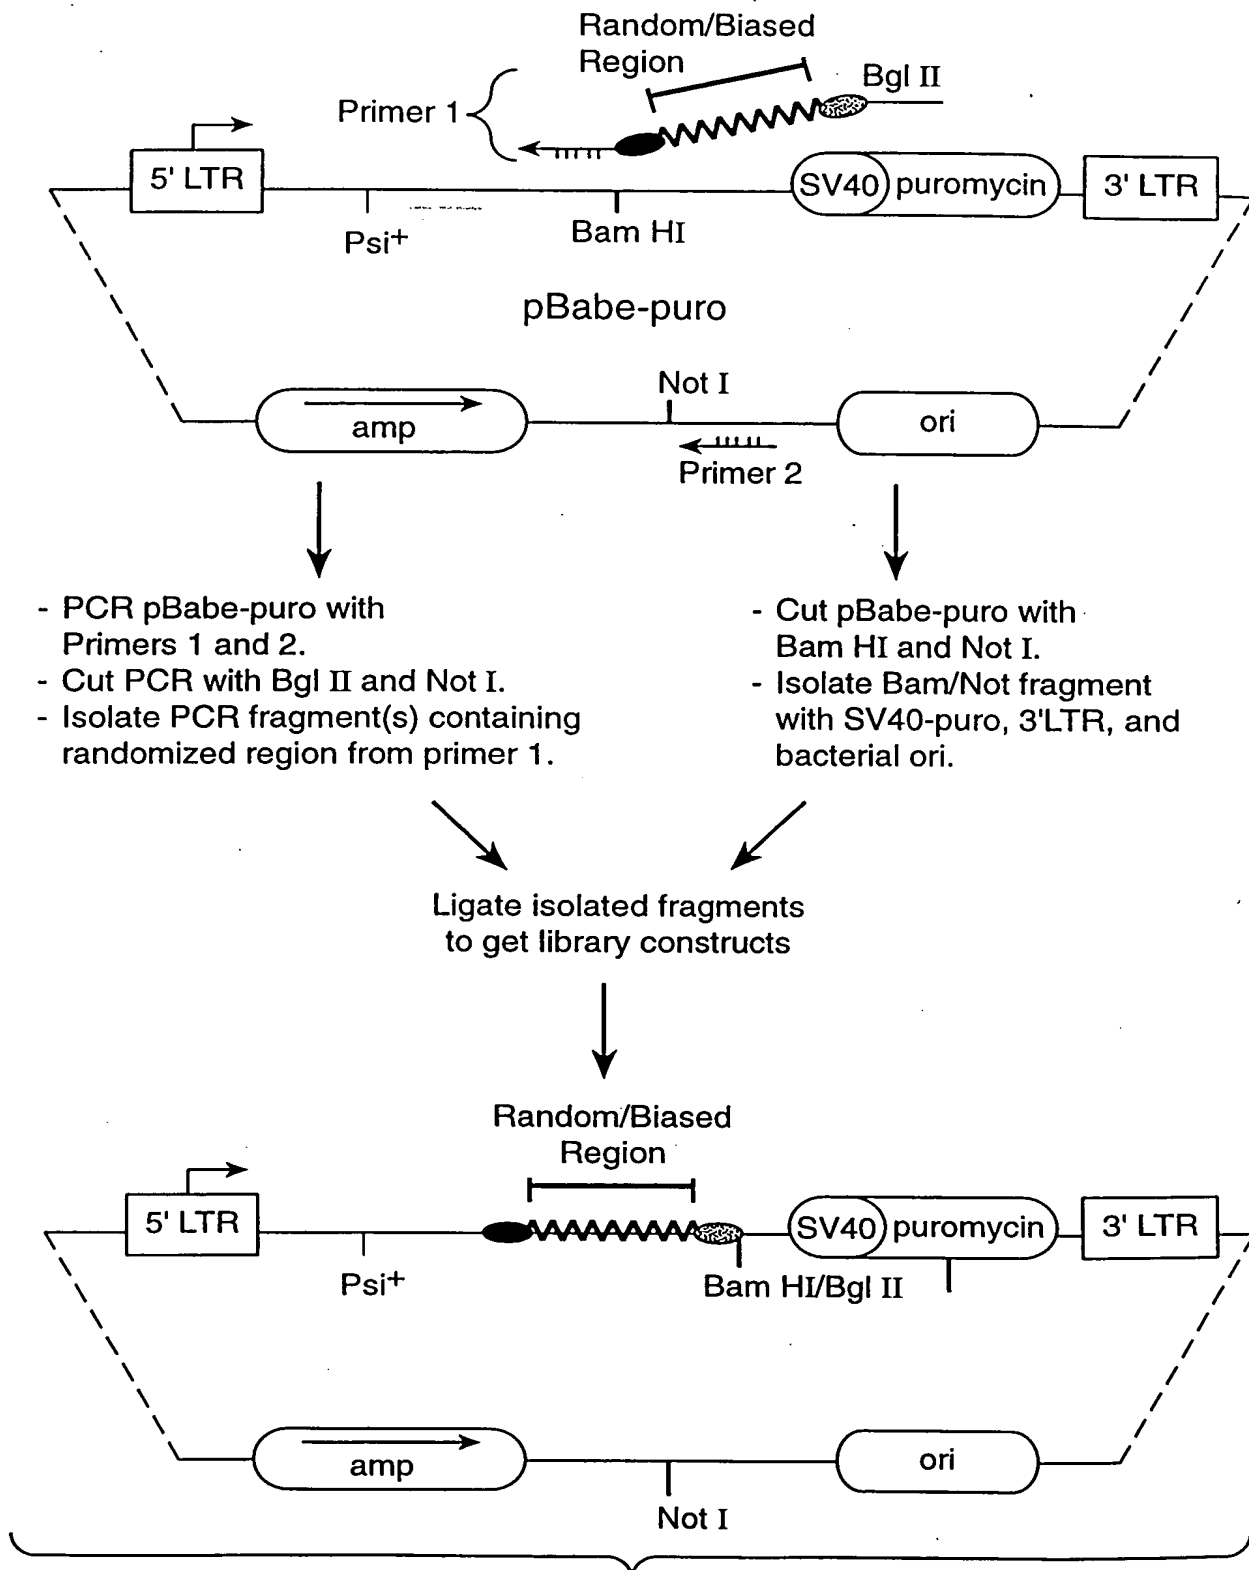 Random/Biased
Region
Bgl II
Primer 1
5' LTR
SV40
puromycin
3' LTR
Psi+
Bam HI
pBabe-puro
Not I
amp
ori
Primer 2
- PCR pBabe-puro with
Primers 1 and 2.
- Cut PCR with Bgl II and Not I.
- Isolate PCR fragment(s) containing
randomized region from primer 1.
- Cut pBabe-puro with
Bam HI and Not I.
- Isolate Bam/Not fragment
with SV40-puro, 3'LTR, and
bacterial ori.
Ligate isolated fragments
to get library constructs
Random/Biased
Region
5' LTR
SV40
puromycin
3' LTR
Psi+
Bam HI/Bgl II
amp
ori
Not I